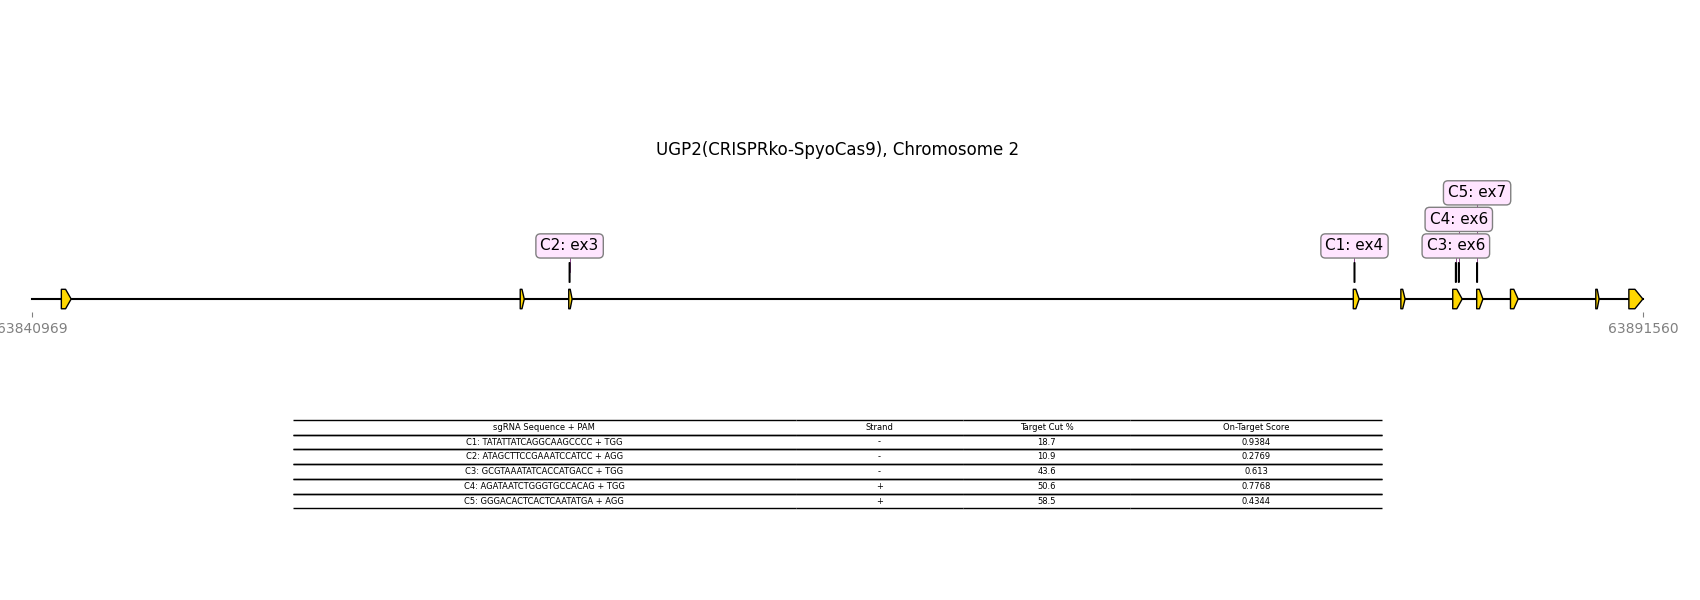 UGP2(CRISPRko-SpyoCas9), Chromosome 2
C5: ex7
C4: ex6
C2: ex3 C1: ex4 C3: ex6
63840969 63891560
sgRNA Sequence + PAM Strand Target Cut % On-Target Score
C1: TATATTATCAGGCAAGCCCC + TGG - 18.7 0.9384
C2: ATAGCTTCCGAAATCCATCC + AGG - 10.9 0.2769
C3: GCGTAAATATCACCATGACC + TGG - 43.6 0.613
C4: AGATAATCTGGGTGCCACAG + TGG + 50.6 0.7768
C5: GGGACACTCACTCAATATGA + AGG + 58.5 0.4344